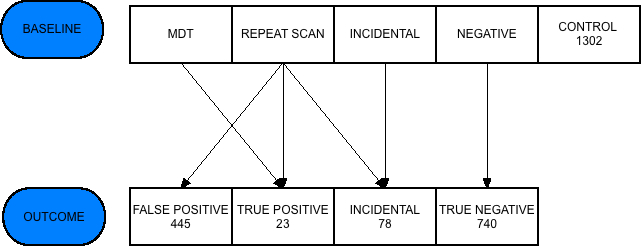 BASELINE
MDT
REPEAT SCAN
INCIDENTAL
NEGATIVE
CONTROL
1302
OUTCOME
FALSE POSITIVE
445
TRUE POSITIVE
23
INCIDENTAL
78
TRUE NEGATIVE
740